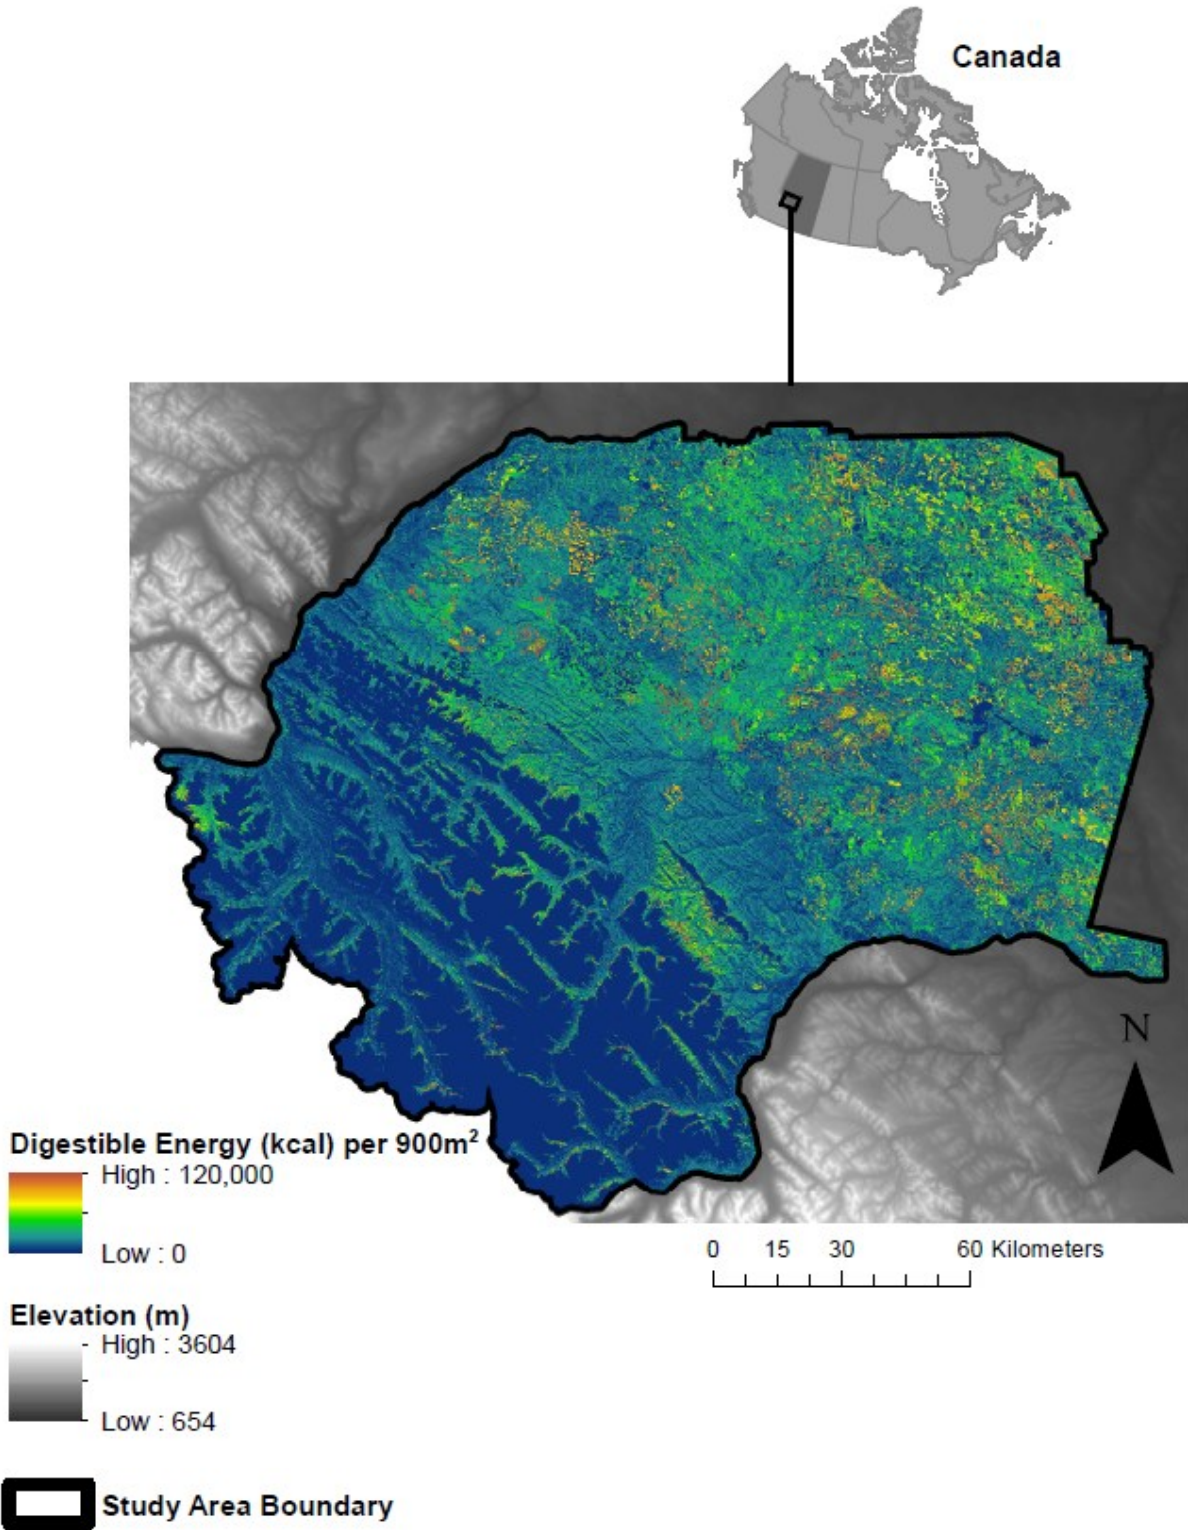 Canada
N
Digestible Energy (kcal) per 900m²
High : 120,000
Low : 0
0 15 30 60 Kilometers
Elevation (m)
High : 3604
Low : 654
Study Area Boundary